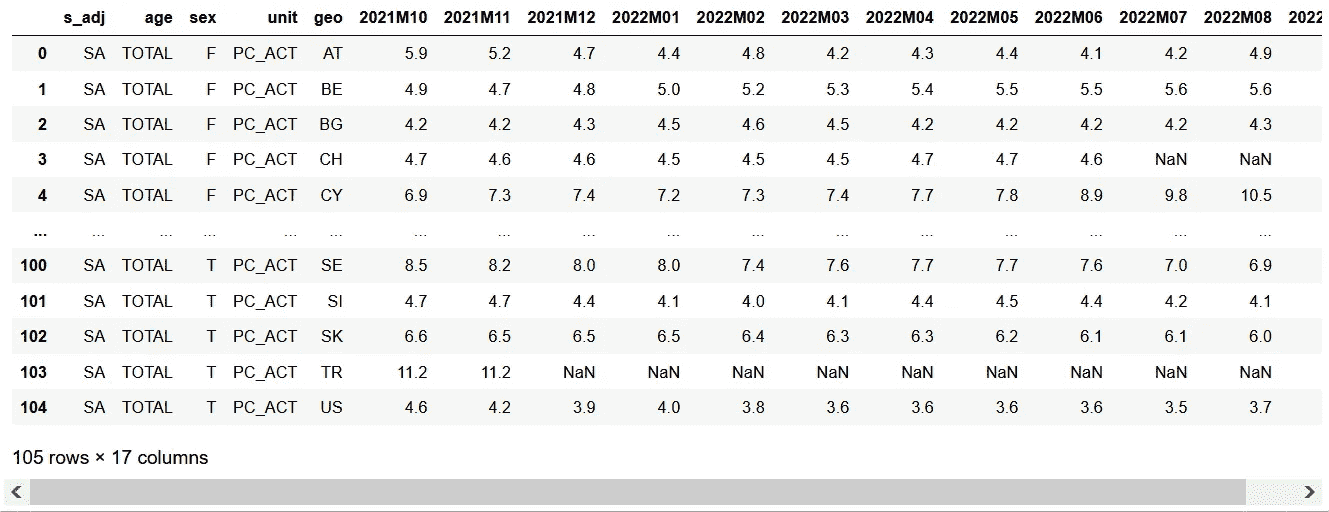 s_adj age sex unit geo 2021M10 2021M11 2021M12 2022M01 2022M02 2022M03 2022M04 2022M05 2022M06 2022M07 2022M08 2022
0 SA TOTAL F PC_ACT AT 5.9 5.2 4.7 4.4 4.8 4.2 4.3 4.4 4.1 4.2 4.9
1 SA TOTAL F PC_ACT BE 4.9 4.7 4.8 5.0 5.2 5.3 5.4 5.5 5.5 5.6 5.6
2 SA TOTAL F PC_ACT BG 4.2 4.2 4.3 4.5 4.6 4.5 4.2 4.2 4.2 4.2 4.3
3 SA TOTAL F PC_ACT CH 4.7 4.6 4.6 4.5 4.5 4.5 4.7 4.7 4.6 NaN NaN
4 SA TOTAL F PC_ACT CY 6.9 7.3 7.4 7.2 7.3 7.4 7.7 7.8 8.9 9.8 10.5
... ... ... ... ... ... ... ... ... ... ... ... ... ... ... ... ... ...
100 SA TOTAL T PC_ACT SE 8.5 8.2 8.0 8.0 7.4 7.6 7.7 7.7 7.6 7.0 6.9
101 SA TOTAL T PC_ACT SI 4.7 4.7 4.4 4.1 4.0 4.1 4.4 4.5 4.4 4.2 4.1
102 SA TOTAL T PC_ACT SK 6.6 6.5 6.5 6.5 6.4 6.3 6.3 6.2 6.1 6.1 6.0
103 SA TOTAL T PC_ACT TR 11.2 11.2 NaN NaN NaN NaN NaN NaN NaN NaN NaN
104 SA TOTAL T PC_ACT US 4.6 4.2 3.9 4.0 3.8 3.6 3.6 3.6 3.6 3.5 3.7
105 rows × 17 columns